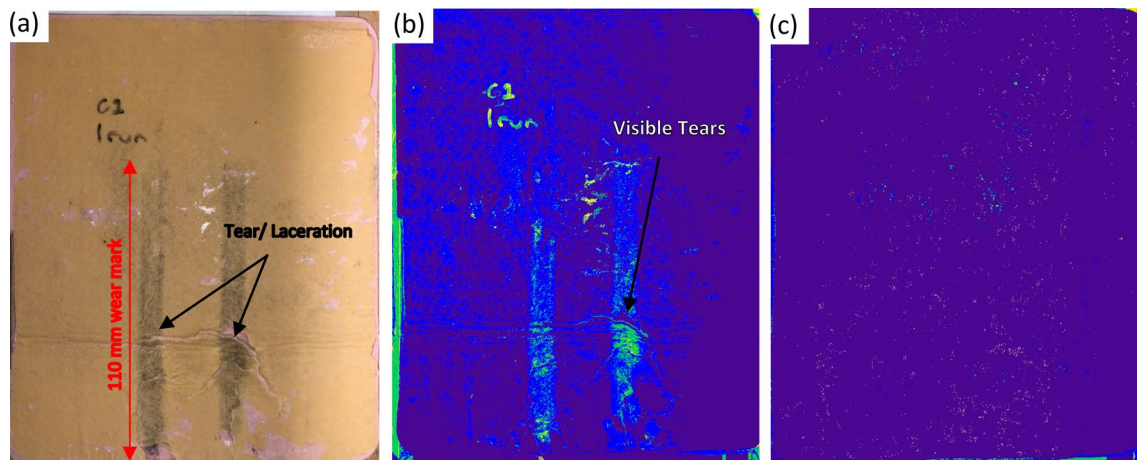 (a)
C1
1run
Tear/ Laceration
110 mm wear mark
(b)
C1
1run
Visible Tears
(c)